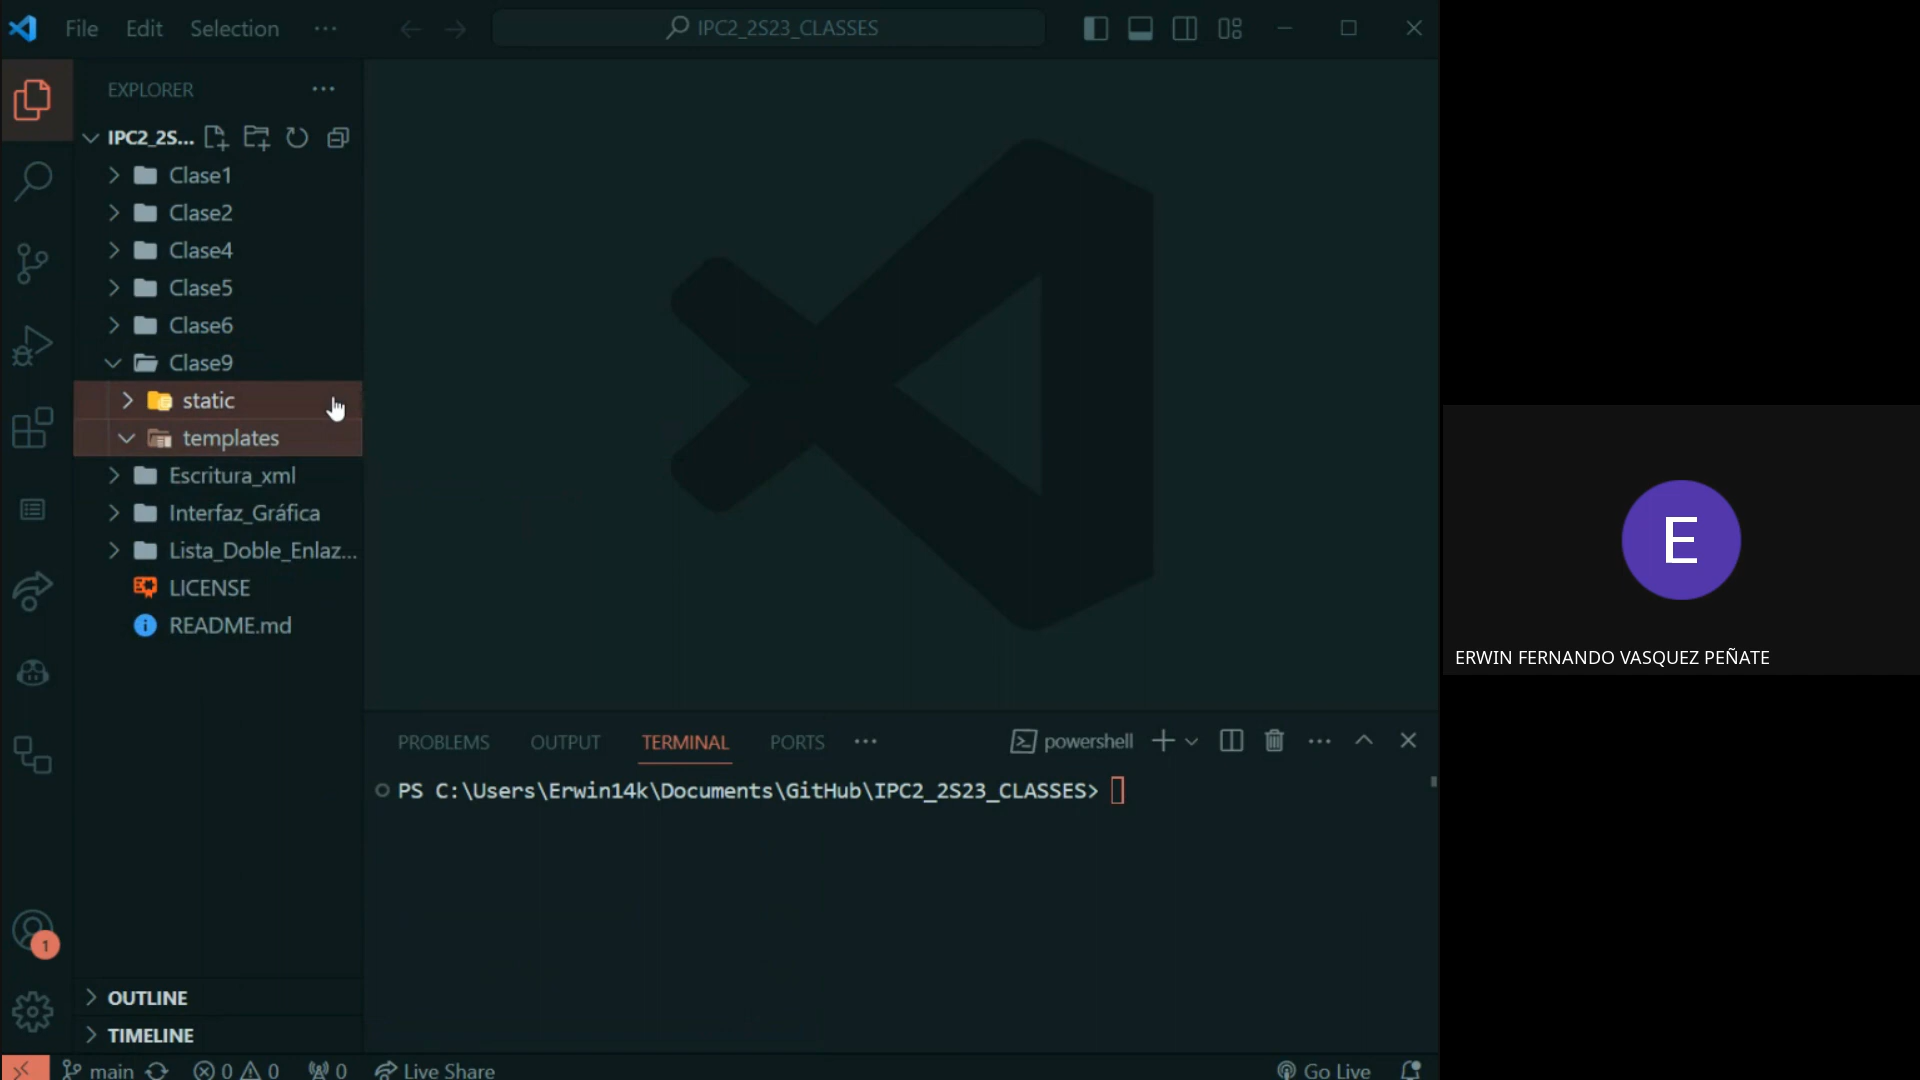 File Edit Selection ··· IPC2_2S23_CLASSES
EXPLORER
IPC2_2S...
Clase1
Clase2
Clase4
Clase5
Clase6
Clase9
static
templates
Escritura_xml
Interfaz_Gráfica
Lista_Doble_Enlaz...
LICENSE
README.md
PROBLEMS OUTPUT TERMINAL PORTS ··· powershell
PS C:\Users\Erwin14k\Documents\GitHub\IPC2_2S23_CLASSES>
E
ERWIN FERNANDO VASQUEZ PEÑATE
1
OUTLINE
TIMELINE
main 0 0 0 Live Share Go Live